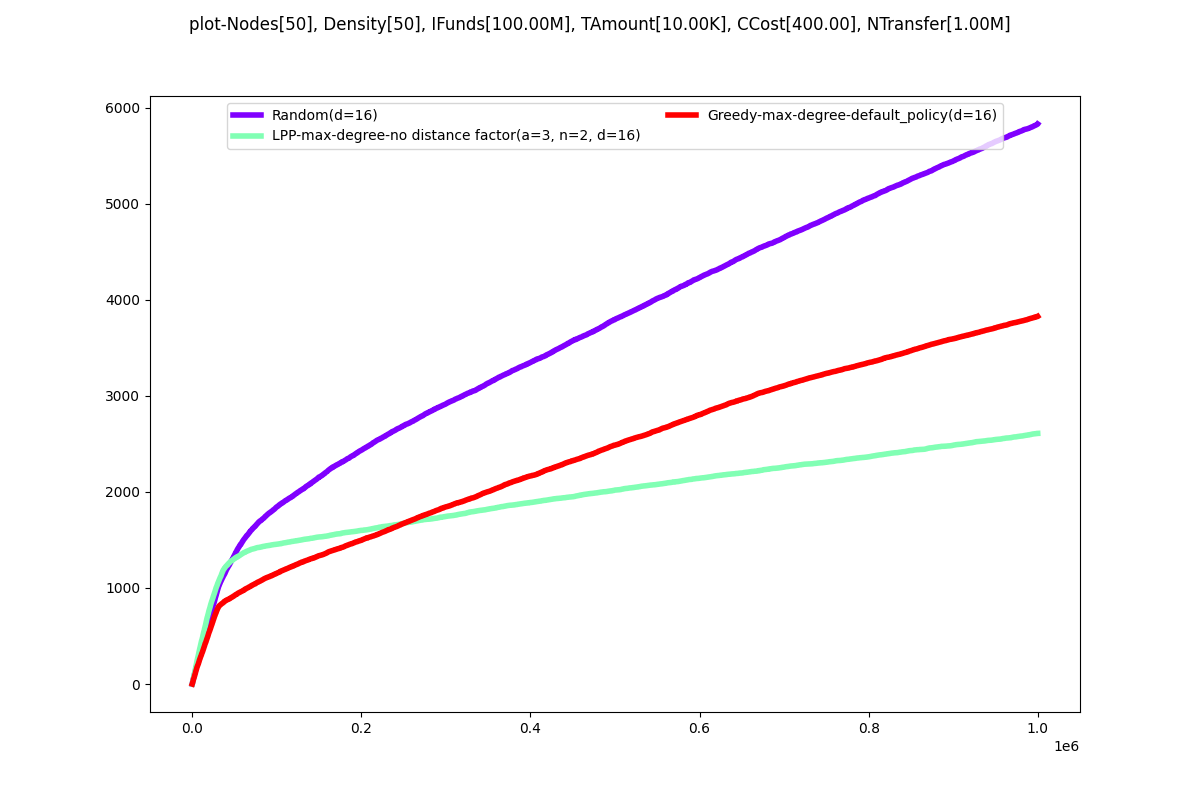 plot-Nodes[50], Density[50], IFunds[100.00M], TAmount[10.00K], CCost[400.00], NTransfer[1.00M]
Random(d=16)
LPP-max-degree-no distance factor(a=3, n=2, d=16)
Greedy-max-degree-default_policy(d=16)
6000
5000
4000
3000
2000
1000
0
0.0 0.2 0.4 0.6 0.8 1.0
1e6